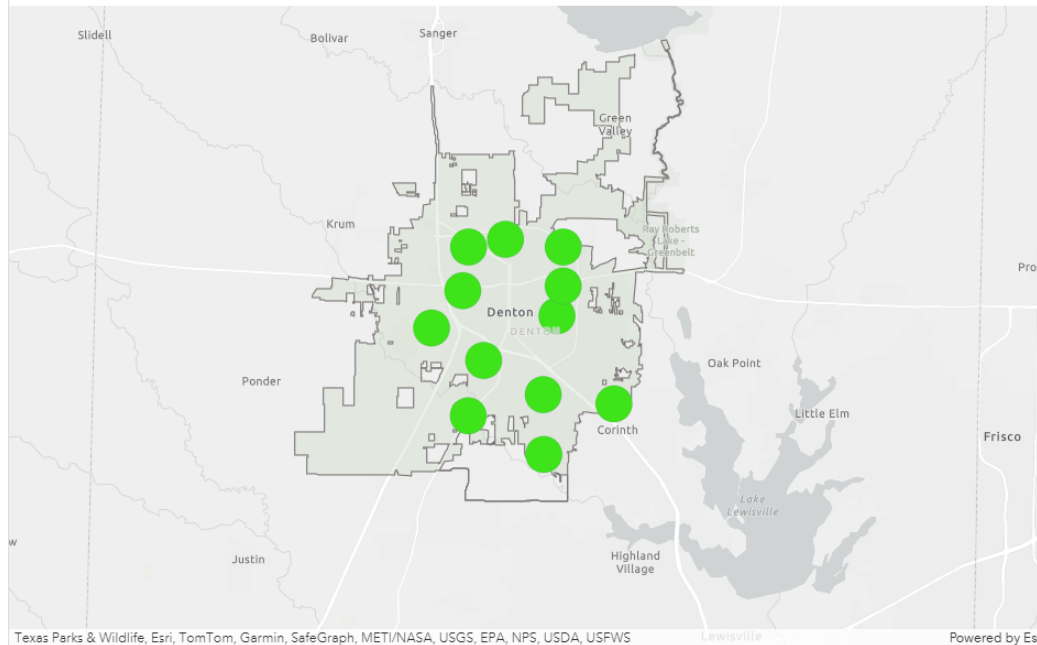 Slidell
Bolivar
Sanger
Green
Valley
Krum
Ray Roberts
Lake -
Greenbelt
Pro
Denton
DENTON
Oak Point
Ponder
Little Elm
Corinth
Frisco
Lake
Lewisville
w
Justin
Highland
Village
Lewisville
Texas Parks & Wildlife, Esri, TomTom, Garmin, SafeGraph, METI/NASA, USGS, EPA, NPS, USDA, USFWS
Powered by Es